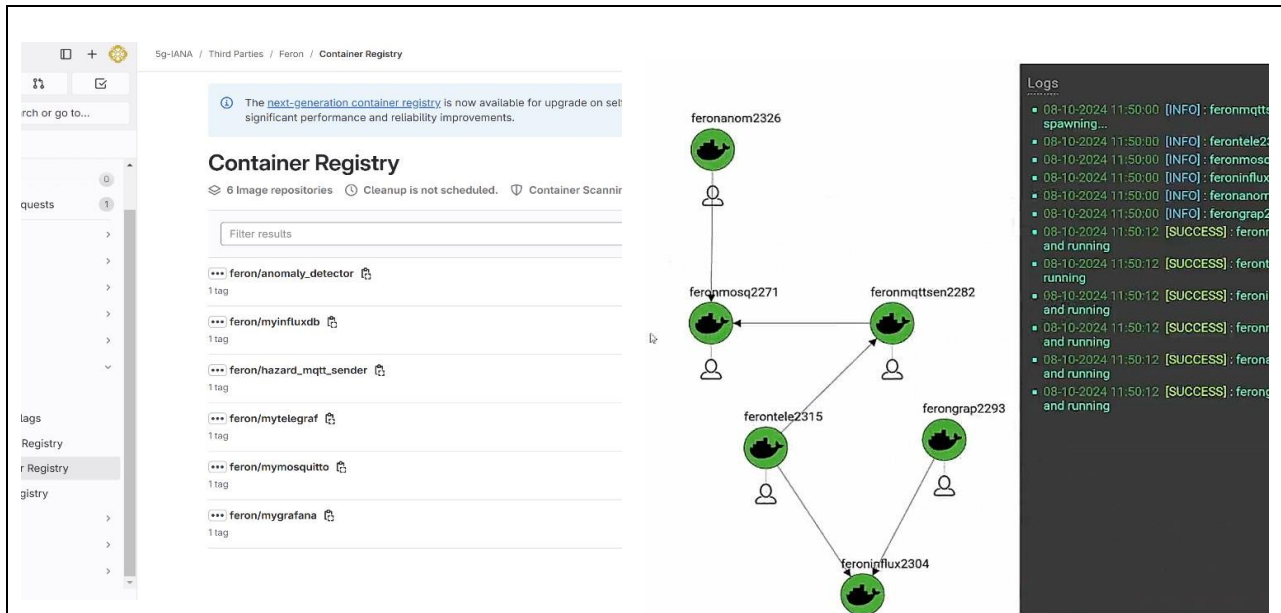 5g-IANA / Third Parties / Feron / Container Registry
rch or go to...
0
quests 1
lags
Registry
r Registry
gistry
The next-generation container registry is now available for upgrade on self
significant performance and reliability improvements.
Container Registry
6 Image repositories Cleanup is not scheduled. Container Scannin
Filter results
feron/anomaly_detector
1 tag
feron/myinfluxdb
1 tag
feron/hazard_mqtt_sender
1 tag
feron/mytelegraf
1 tag
feron/mymosquitto
1 tag
feron/mygrafana
1 tag
feronanom2326
feronmosq2271
feronmqttsen2282
ferontele2315
ferongrap2293
feroninflux2304
Logs
08-10-2024 11:50:00 [INFO] : feronmqtts
spawning...
08-10-2024 11:50:00 [INFO] : ferontele23
08-10-2024 11:50:00 [INFO] : feronmosq
08-10-2024 11:50:00 [INFO] : feroninflux
08-10-2024 11:50:00 [INFO] : feronanom
08-10-2024 11:50:00 [INFO] : ferongrap2
08-10-2024 11:50:12 [SUCCESS] : feronm
and running
08-10-2024 11:50:12 [SUCCESS] : feront
running
08-10-2024 11:50:12 [SUCCESS] : feroni
and running
08-10-2024 11:50:12 [SUCCESS] : feronm
and running
08-10-2024 11:50:12 [SUCCESS] : ferona
and running
08-10-2024 11:50:12 [SUCCESS] : ferong
and running